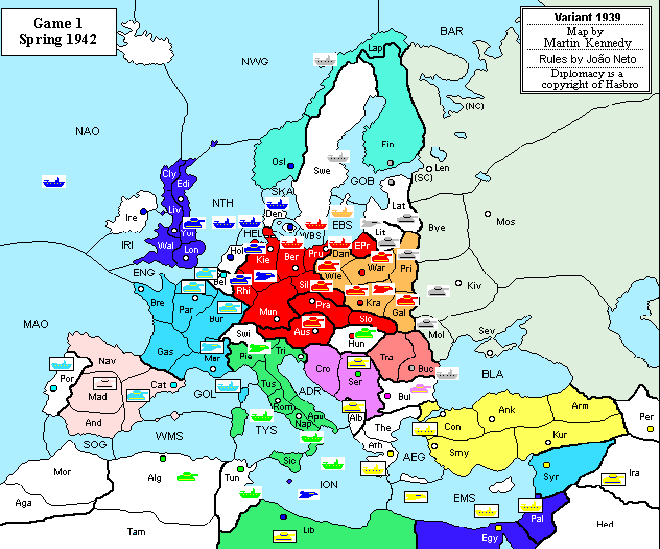 Game 1
Spring 1942
Variant 1939
Map by
Martin Kennedy
Rules by João Neto
Diplomacy is a
copyright of Hasbro
BAR
Lap
NWG
(NC)
NAO
Fin
Osl
Swe
Len
(SC)
Cly
Edi
GOB
SKA
Lat
Liv
NTH
Den
Mos
Ire
Yor
HEL
EBS
Lit
Bye
WBS
Wal
Lon
Hol
Kie
Ber
Pru
Dan
EPr
IRI
War
Pri
ENG
Bel
Rhi
Wie
Sil
Kiv
Bre
Par
Pra
Kra
Gal
Bur
Mun
Slo
Mol
Sev
MAO
Aus
Swi
Hun
Gas
Mar
Pie
Tri
Tra
Buc
Nav
Cro
Ser
BLA
Por
Cat
GOL
Tus
ADR
Bul
Mad
Rom
Apu
Alb
Ank
Arm
And
Nap
The
Con
Per
TYS
Kur
SOG
WMS
Ath
AEG
Smy
Mor
Sic
Syr
Ira
Alg
Tun
ION
EMS
Aga
Pal
Hed
Tam
Lib
Egy